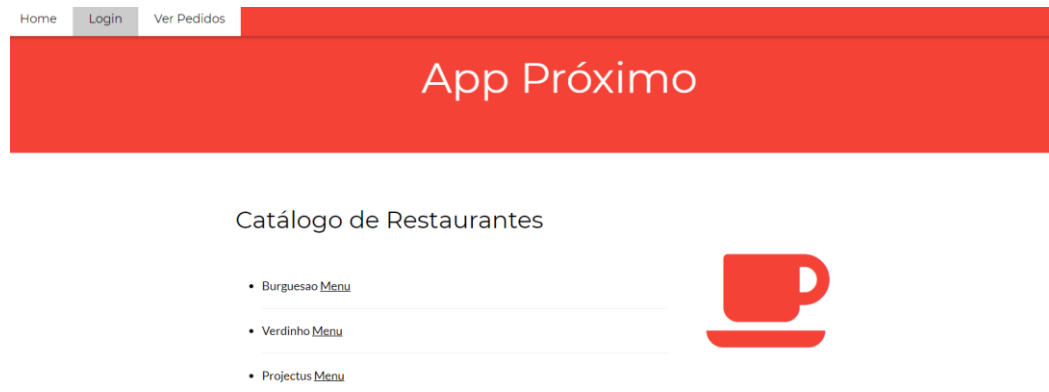 Home Login Ver Pedidos
App Próximo
Catálogo de Restaurantes
Burguesao Menu
Verdinho Menu
Projectus Menu